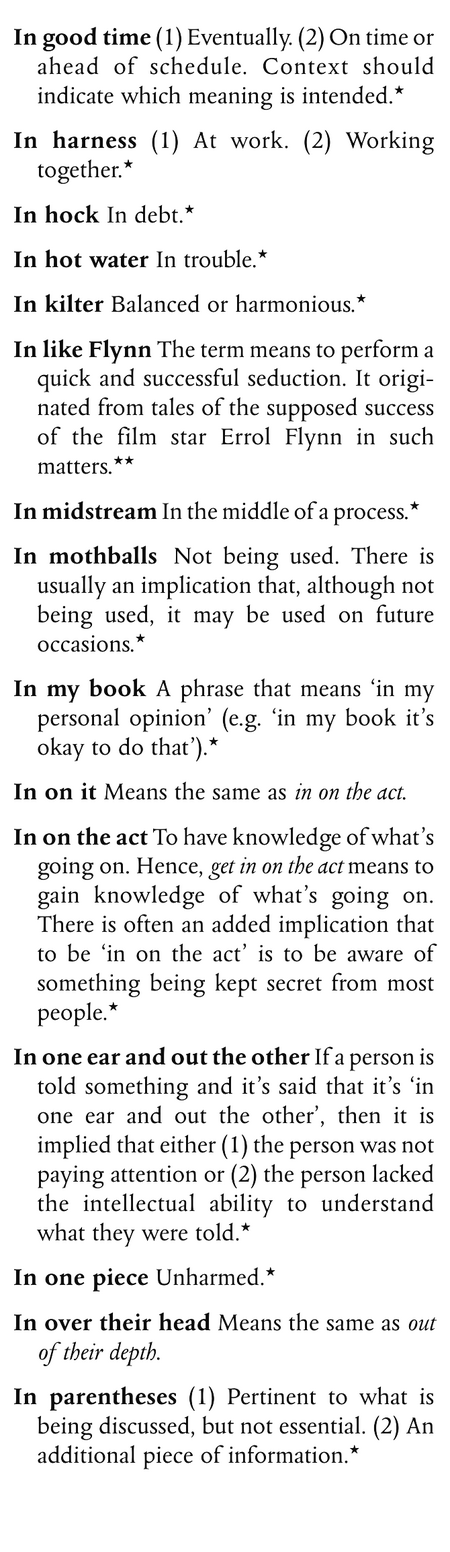 In good time (1) Eventually. (2) On time or
ahead of schedule. Context should
indicate which meaning is intended.★
In harness (1) At work. (2) Working
together.★
In hock In debt.★
In hot water In trouble.★
In kilter Balanced or harmonious.★
In like Flynn The term means to perform a
quick and successful seduction. It origi-
nated from tales of the supposed success
of the film star Errol Flynn in such
matters.★★
In midstream In the middle of a process.★
In mothballs Not being used. There is
usually an implication that, although not
being used, it may be used on future
occasions.★
In my book A phrase that means ‘in my
personal opinion’ (e.g. ‘in my book it’s
okay to do that’).★
In on it Means the same as in on the act.
In on the act To have knowledge of what’s
going on. Hence, get in on the act means to
gain knowledge of what’s going on.
There is often an added implication that
to be ‘in on the act’ is to be aware of
something being kept secret from most
people.★
In one ear and out the other If a person is
told something and it’s said that it’s ‘in
one ear and out the other’, then it is
implied that either (1) the person was not
paying attention or (2) the person lacked
the intellectual ability to understand
what they were told.★
In one piece Unharmed.★
In over their head Means the same as out
of their depth.
In parentheses (1) Pertinent to what is
being discussed, but not essential. (2) An
additional piece of information.★